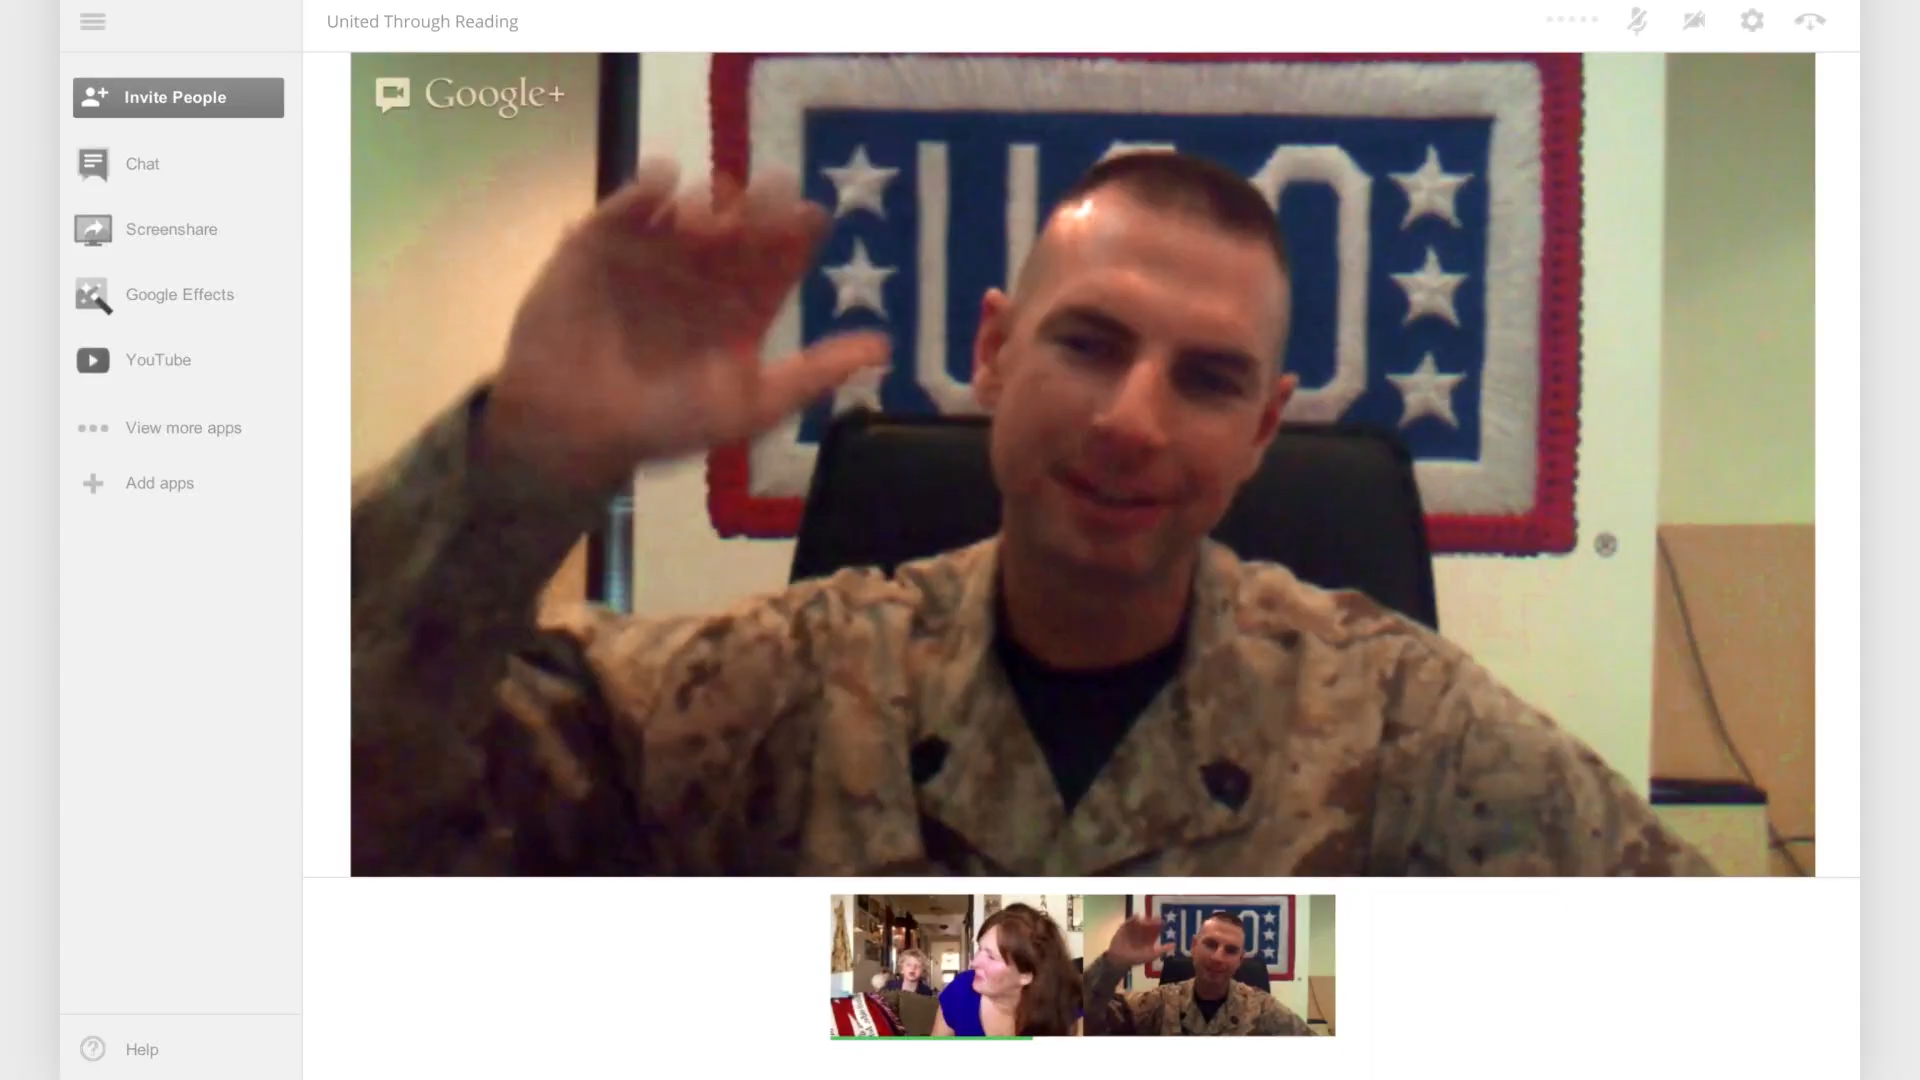 United Through Reading
Invite People
Chat
Screenshare
Google Effects
YouTube
View more apps
Add apps
Help
Google+